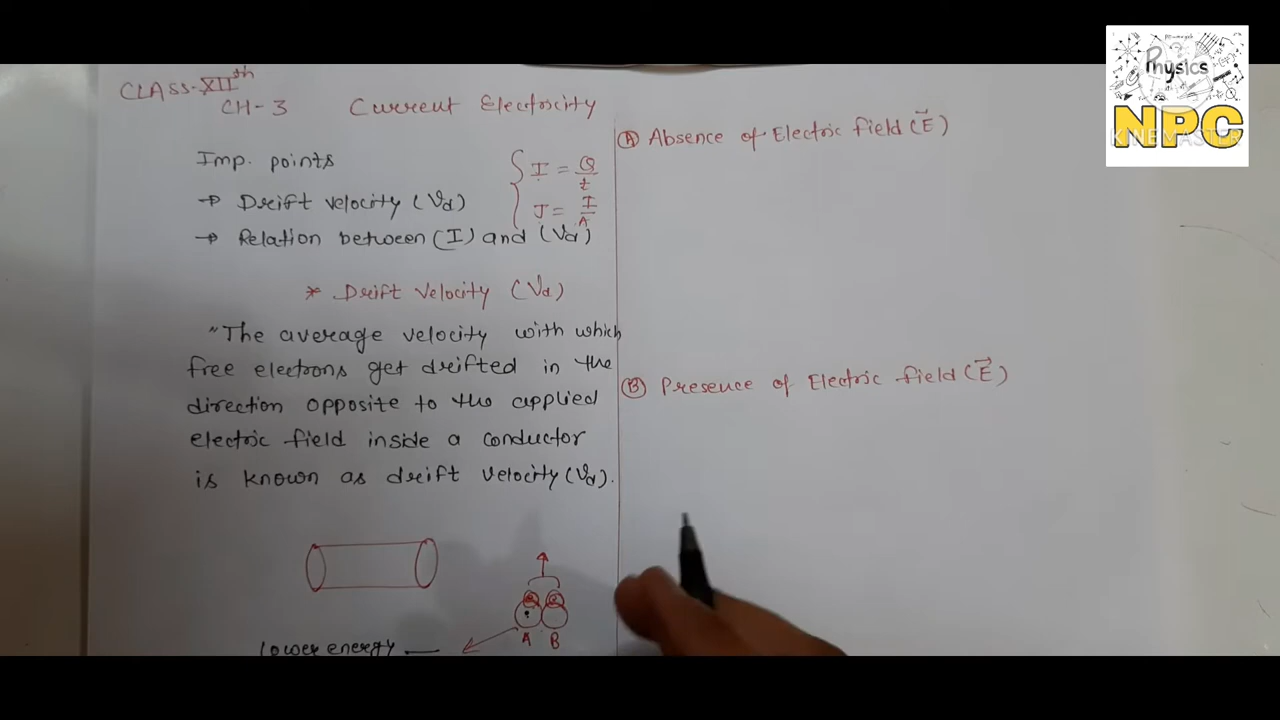 CLASS-XIIth
CH-3 Current Electricity
Imp. points
→ Drift velocity (Vd)
→ Relation between (I) and (Vd)
I = Q/t
J = I/A
* Drift Velocity (Vd)
"The average velocity with which
free electrons get drifted in the
direction opposite to the applied
electric field inside a conductor
is known as drift velocity (Vd).
A B
lower energy
Ⓐ Absence of Electric field (E⃗)
Ⓑ Presence of Electric field (E⃗)
Physics
NPC
KINEMASTER